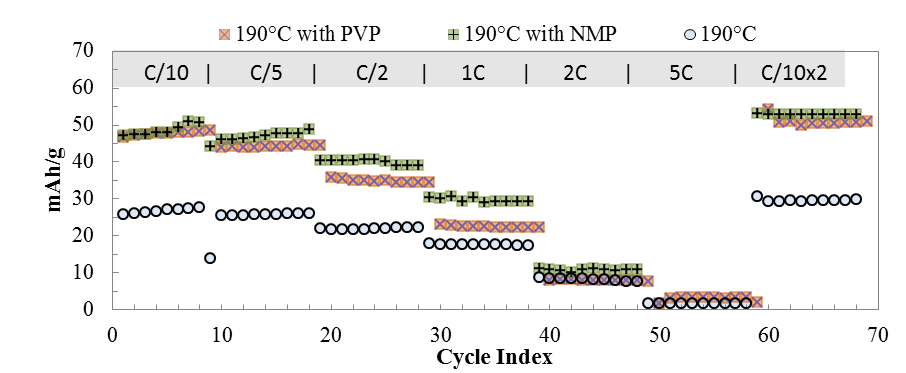 190°C with PVP 190°C with NMP 190°C
70
C/10 | C/5 | C/2 | 1C | 2C | 5C | C/10x2
60
50
40
30
20
10
0
mAh/g
0 10 20 30 40 50 60 70
Cycle Index